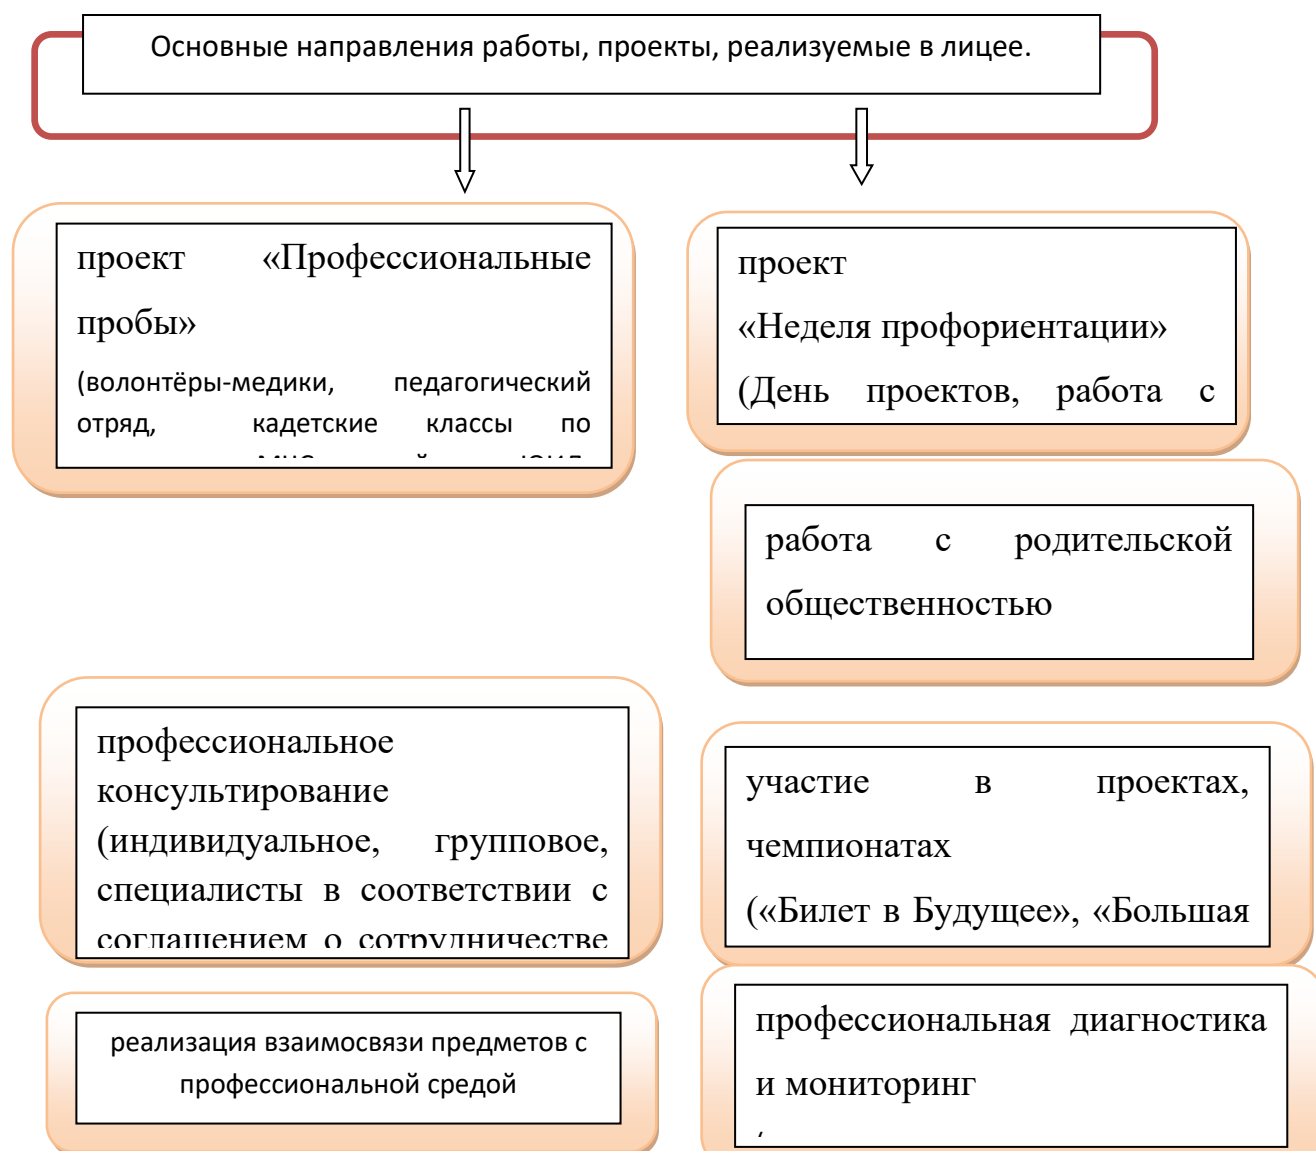 Основные направления работы, проекты, реализуемые в лицее.
проект «Профессиональные
пробы»
(волонтёры-медики, педагогический
отряд, кадетские классы по
проект
«Неделя профориентации»
(День проектов, работа с
работа с родительской
общественностью
профессиональное
консультирование
(индивидуальное, групповое,
специалисты в соответствии с
соглашением о сотрудничестве
участие в проектах,
чемпионатах
(«Билет в Будущее», «Большая
реализация взаимосвязи предметов с
профессиональной средой
профессиональная диагностика
и мониторинг